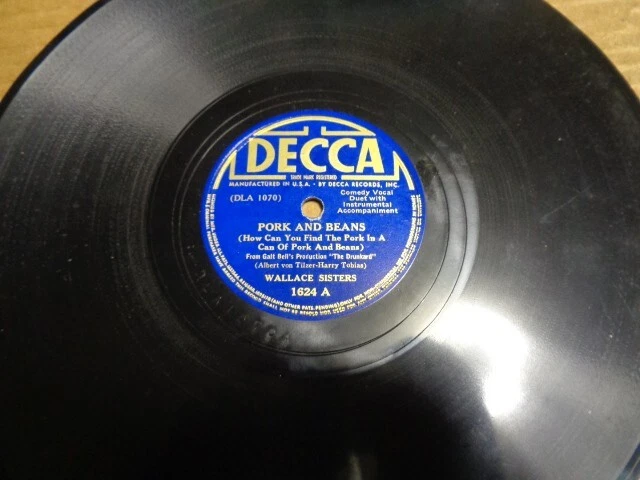 DECCA
TRADE MARK REGISTERED
MANUFACTURED IN U.S.A. · BY DECCA RECORDS, INC.
(DLA 1070)
Comedy Vocal
Duet with
Instrumental
Accompaniment
PORK AND BEANS
(How Can You Find The Pork In A
Can Of Pork And Beans)
From Galt Bell's Production "The Drunkard"
(Albert von Tilzer-Harry Tobias)
WALLACE SISTERS
1624 A